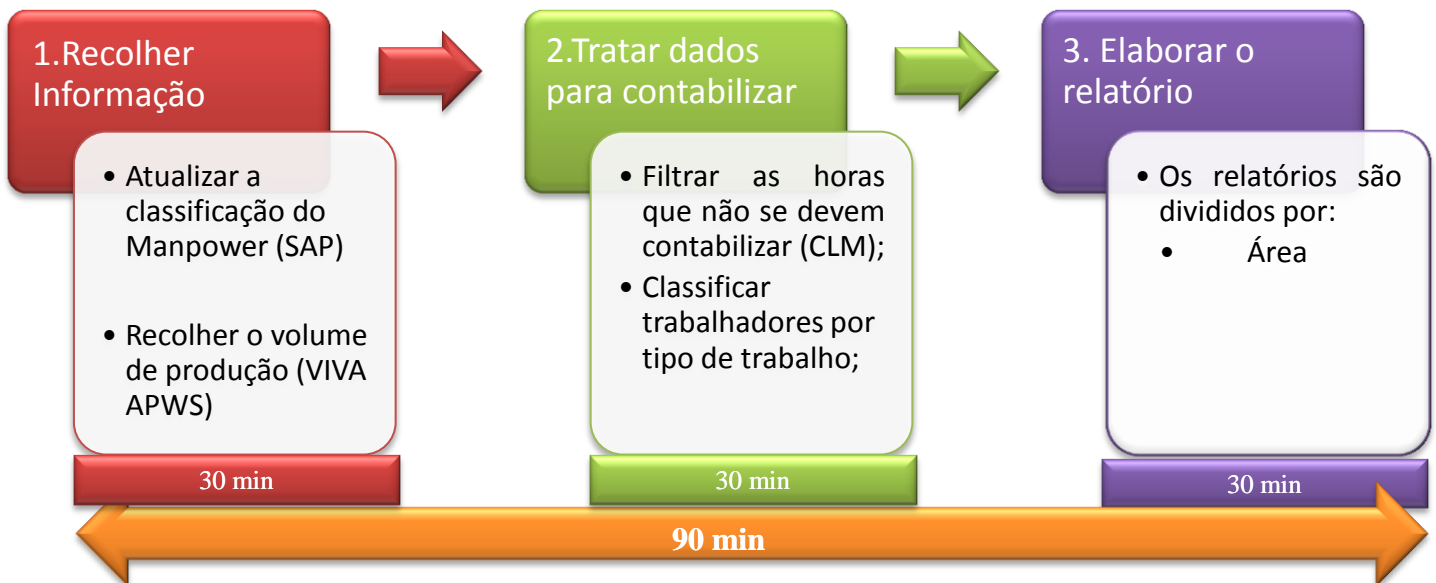 1.Recolher
Informação
• Atualizar a
classificação do
Manpower (SAP)
• Recolher o volume
de produção (VIVA
APWS)
30 min
2.Tratar dados
para contabilizar
• Filtrar as horas
que não se devem
contabilizar (CLM);
• Classificar
trabalhadores por
tipo de trabalho;
30 min
3. Elaborar o
relatório
• Os relatórios são
divididos por:
• Área
30 min
90 min